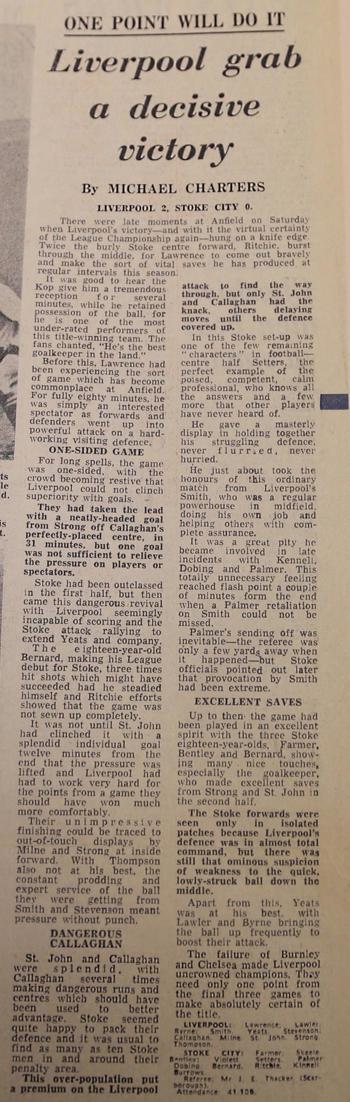 ONE POINT WILL DO IT
Liverpool grab
a decisive
victory
By MICHAEL CHARTERS
LIVERPOOL 2, STOKE CITY 0.
There were late moments at Anfield on Saturday
when Liverpool's victory—and with it the virtual certainty
of the League Championship again—hung on a knife edge.
Twice the burly Stoke centre forward, Ritchie, burst
through the middle, for Lawrence to come out bravely
and make the sort of vital saves he has produced at
regular intervals this season.
It was good to hear the
Kop give him a tremendous
reception for several
minutes, while he retained
possession of the ball, for
he is one of the most
under-rated performers of
this title-winning team. The
fans chanted, "He's the best
goalkeeper in the land."
Before this, Lawrence had
been experiencing the sort
of game which has become
commonplace at Anfield.
For fully eighty minutes, he
was simply an interested
spectator as forwards and
defenders went up into
powerful attack on a hard-
working visiting defence.
ONE-SIDED GAME
For long spells, the game
was one-sided, with the
crowd becoming restive that
Liverpool could not clinch
superiority with goals.
They had taken the lead
with a neatly-headed goal
from Strong off Callaghan's
perfectly-placed centre, in
31 minutes, but one goal
was not sufficient to relieve
the pressure on players or
spectators.
Stoke had been outclassed
in the first half, but then
came this dangerous revival
with Liverpool seemingly
incapable of scoring and the
Stoke attack rallying to
extend Yeats and company.
The eighteen-year-old
Bernard, making his League
debut for Stoke, three times
hit shots which might have
succeeded had he steadied
himself and Ritchie efforts
showed that the game was
not sewn up completely.
It was not until St. John
had clinched it with a
splendid individual goal
twelve minutes from the
end that the pressure was
lifted and Liverpool had
had to work very hard for
the points from a game they
should have won much
more comfortably.
Their unimpressive
finishing could be traced to
out-of-touch displays by
Milne and Strong at inside
forward. With Thompson
also not at his best, the
constant prodding and
expert service of the ball
they were getting from
Smith and Stevenson meant
pressure without punch.
DANGEROUS
CALLAGHAN
St. John and Callaghan
were splendid, with
Callaghan several times
making dangerous runs and
centres which should have
been used to better
advantage. Stoke seemed
quite happy to pack their
defence and it was usual to
find as many as ten Stoke
men in and around their
penalty area.
This over-population put
a premium on the Liverpool
attack to find the way
through, but only St. John
and Callaghan had the
knack, others delaying
moves until the defence
covered up.
In this Stoke set-up was
one of the few remaining
"characters" in football—
centre half Setters, the
perfect example of the
poised, competent, calm
professional, who knows all
the answers and a few
more that other players
have never heard of.
He gave a masterly
display in holding together
his struggling defence,
never flurried, never
hurried.
He just about took the
honours of this ordinary
match from Liverpool's
Smith, who was a regular
powerhouse in midfield,
doing his own job and
helping others with com-
plete assurance.
It was a great pity he
became involved in late
incidents with Kennell,
Dobing and Palmer. This
totally unnecessary feeling
reached flash point a couple
of minutes form the end
when a Palmer retaliation
on Smith could not be
missed.
Palmer's sending off was
inevitable—the referee was
only a few yards away when
it happened—but Stoke
officials pointed out later
that provocation by Smith
had been extreme.
EXCELLENT SAVES
Up to then the game had
been played in an excellent
spirit with the three Stoke
eighteen-year-olds, Farmer,
Bentley and Bernard, show-
ing many nice touches,
especially the goalkeeper,
who made excellent saves
from Strong and St. John in
the second half.
The Stoke forwards were
seen only in isolated
patches because Liverpool's
defence was in almost total
command, but there was
still that ominous suspicion
of weakness to the quick,
lowly-struck ball down the
middle.
Apart from this, Yeats
was at his best, with
Lawler and Byrne bringing
the ball up frequently to
boost their attack.
The failure of Burnley
and Chelsea made Liverpool
uncrowned champions. They
need only one point from
the final three games to
make absolutely certain of
the title.
LIVERPOOL: Lawrence, Lawler,
Byrne, Smith, Yeats, Stevenson,
Callaghan, Milne, St. John, Strong,
Thompson.
STOKE CITY: Farmer, Skeels
Bentley; Violett Setters, Palmer
Dobing Bernard, Ritchie, Kinnell
Burrows
Referee: Mr J. E. Thacker (Scar-
borough).
Attendance 41,106.